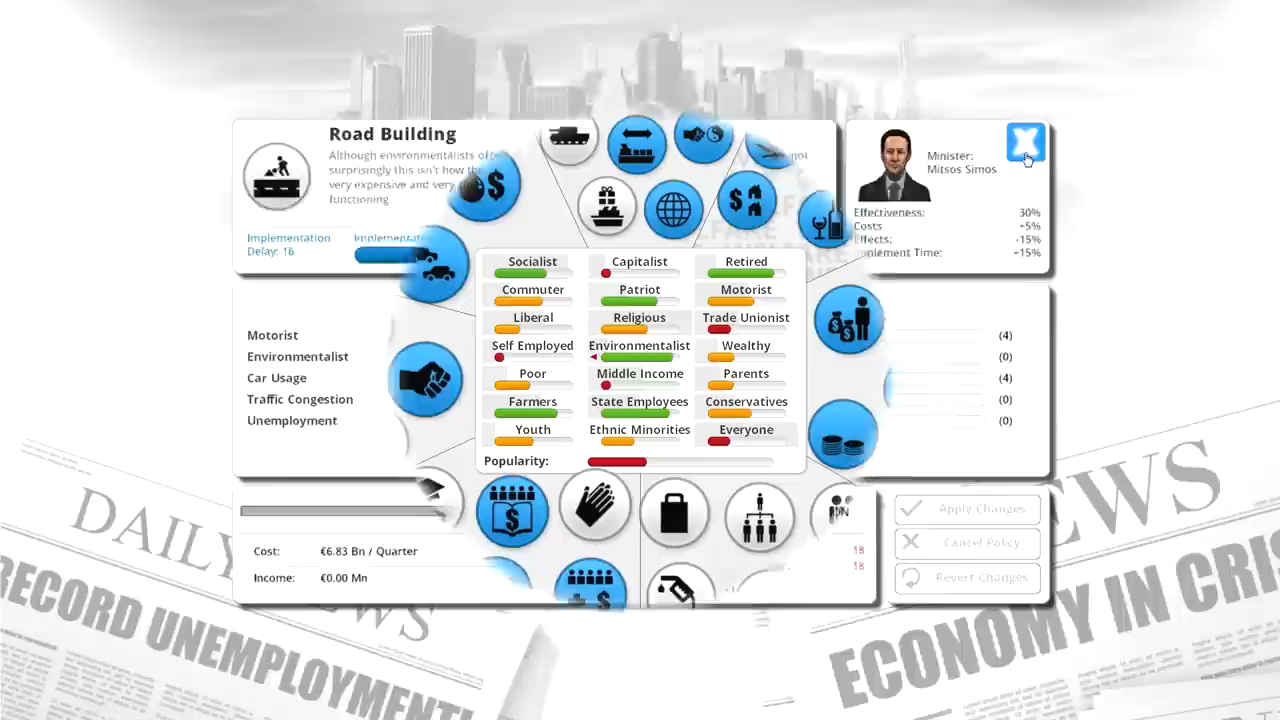 Road Building
Although environmentalists
surprisingly this isn't how the
very expensive and very
functioning.
not
Implementation
Delay: 16
Minister:
Mitsos Simos
Effectiveness: 30%
Costs +5%
Effects: -15%
Time: +15%
Socialist Capitalist Retired
Commuter Patriot Motorist
Liberal Religious Trade Unionist
Self Employed Environmentalist Wealthy
Poor Middle Income Parents
Farmers State Employees Conservatives
Youth Ethnic Minorities Everyone
Popularity:
Motorist (4)
Environmentalist (0)
Car Usage (4)
Traffic Congestion (0)
Unemployment (0)
Cost: €6.83 Bn / Quarter
Income: €0.00 Mn
18
18
Apply Changes
Cancel Policy
Revert Changes
DAILY
NEWS
RECORD UNEMPLOYMENT!
ECONOMY IN CRIS